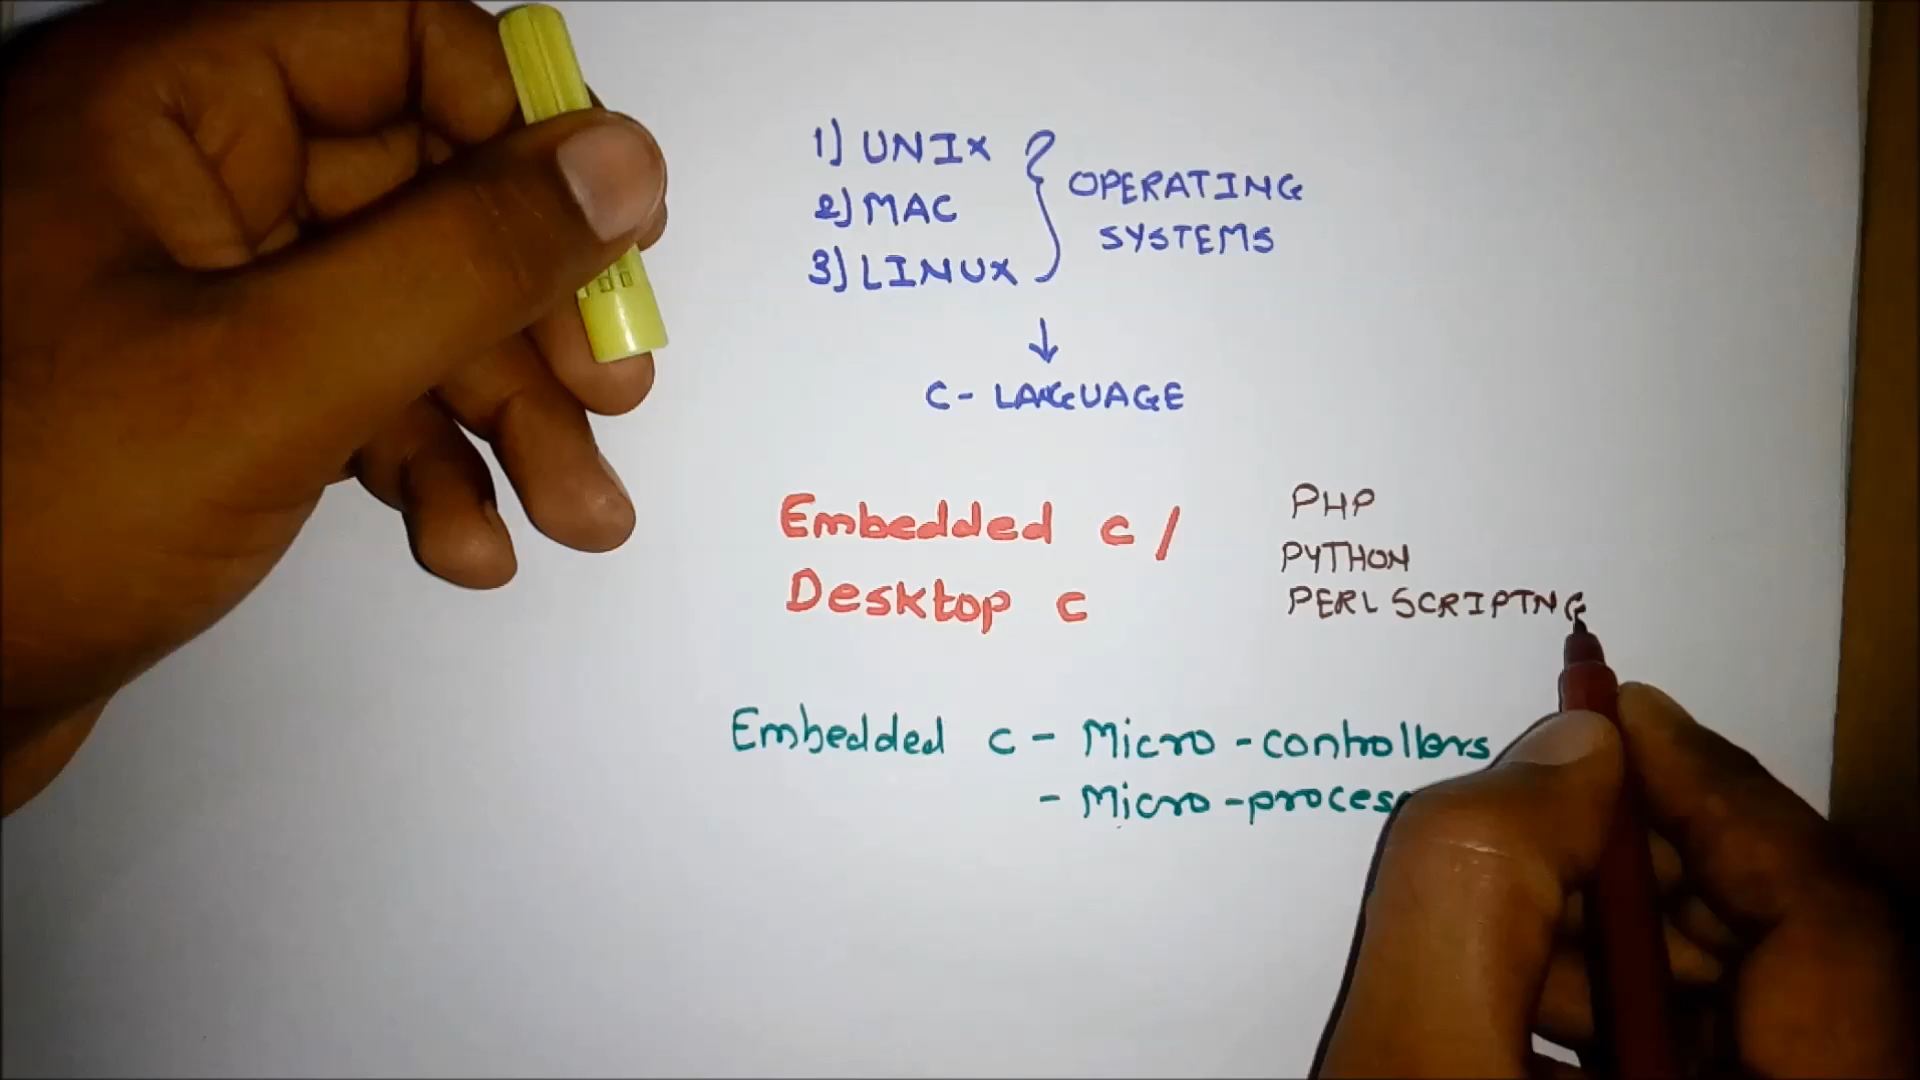 1) UNIX
2) MAC
3) LINUX
OPERATING
SYSTEMS
↓
C - LANGUAGE
Embedded c /
Desktop c
PHP
PYTHON
PERL SCRIPTNG
Embedded c - Micro - controllers
- Micro - proces